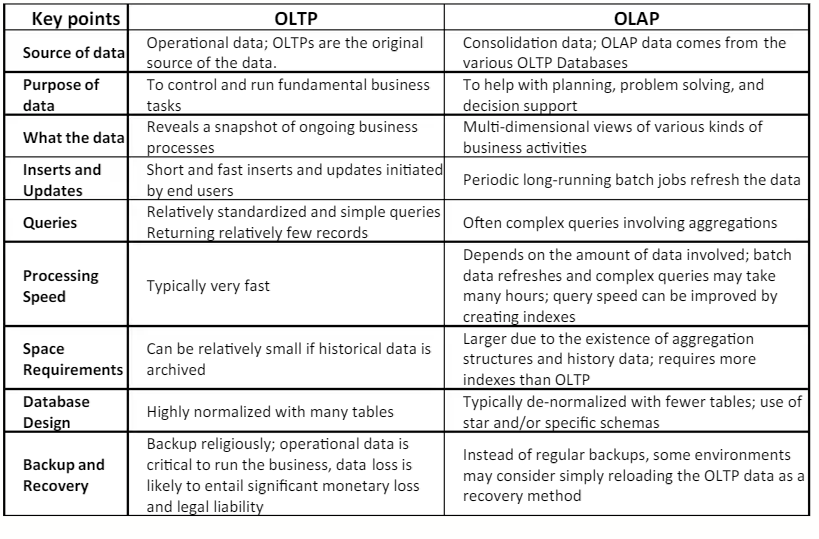 Key points OLTP OLAP
Source of data
Operational data; OLTPs are the original
source of the data.
Consolidation data; OLAP data comes from the
various OLTP Databases
Purpose of
data
To control and run fundamental business
tasks
To help with planning, problem solving, and
decision support
What the data
Reveals a snapshot of ongoing business
processes
Multi-dimensional views of various kinds of
business activities
Inserts and
Updates
Short and fast inserts and updates initiated
by end users
Periodic long-running batch jobs refresh the data
Queries
Relatively standardized and simple queries
Returning relatively few records
Often complex queries involving aggregations
Processing
Speed
Typically very fast
Depends on the amount of data involved; batch
data refreshes and complex queries may take
many hours; query speed can be improved by
creating indexes
Space
Requirements
Can be relatively small if historical data is
archived
Larger due to the existence of aggregation
structures and history data; requires more
indexes than OLTP
Database
Design
Highly normalized with many tables
Typically de-normalized with fewer tables; use of
star and/or specific schemas
Backup and
Recovery
Backup religiously; operational data is
critical to run the business, data loss is
likely to entail significant monetary loss
and legal liability
Instead of regular backups, some environments
may consider simply reloading the OLTP data as a
recovery method